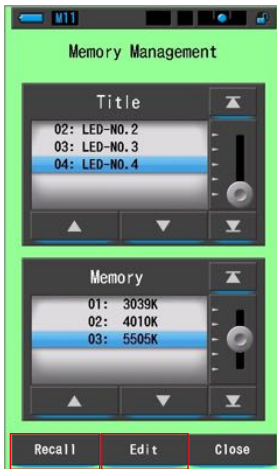 M11
Memory Management
Title
02: LED-NO.2
03: LED-NO.3
04: LED-NO.4
Memory
01: 3039K
02: 4010K
03: 5505K
Recall Edit Close